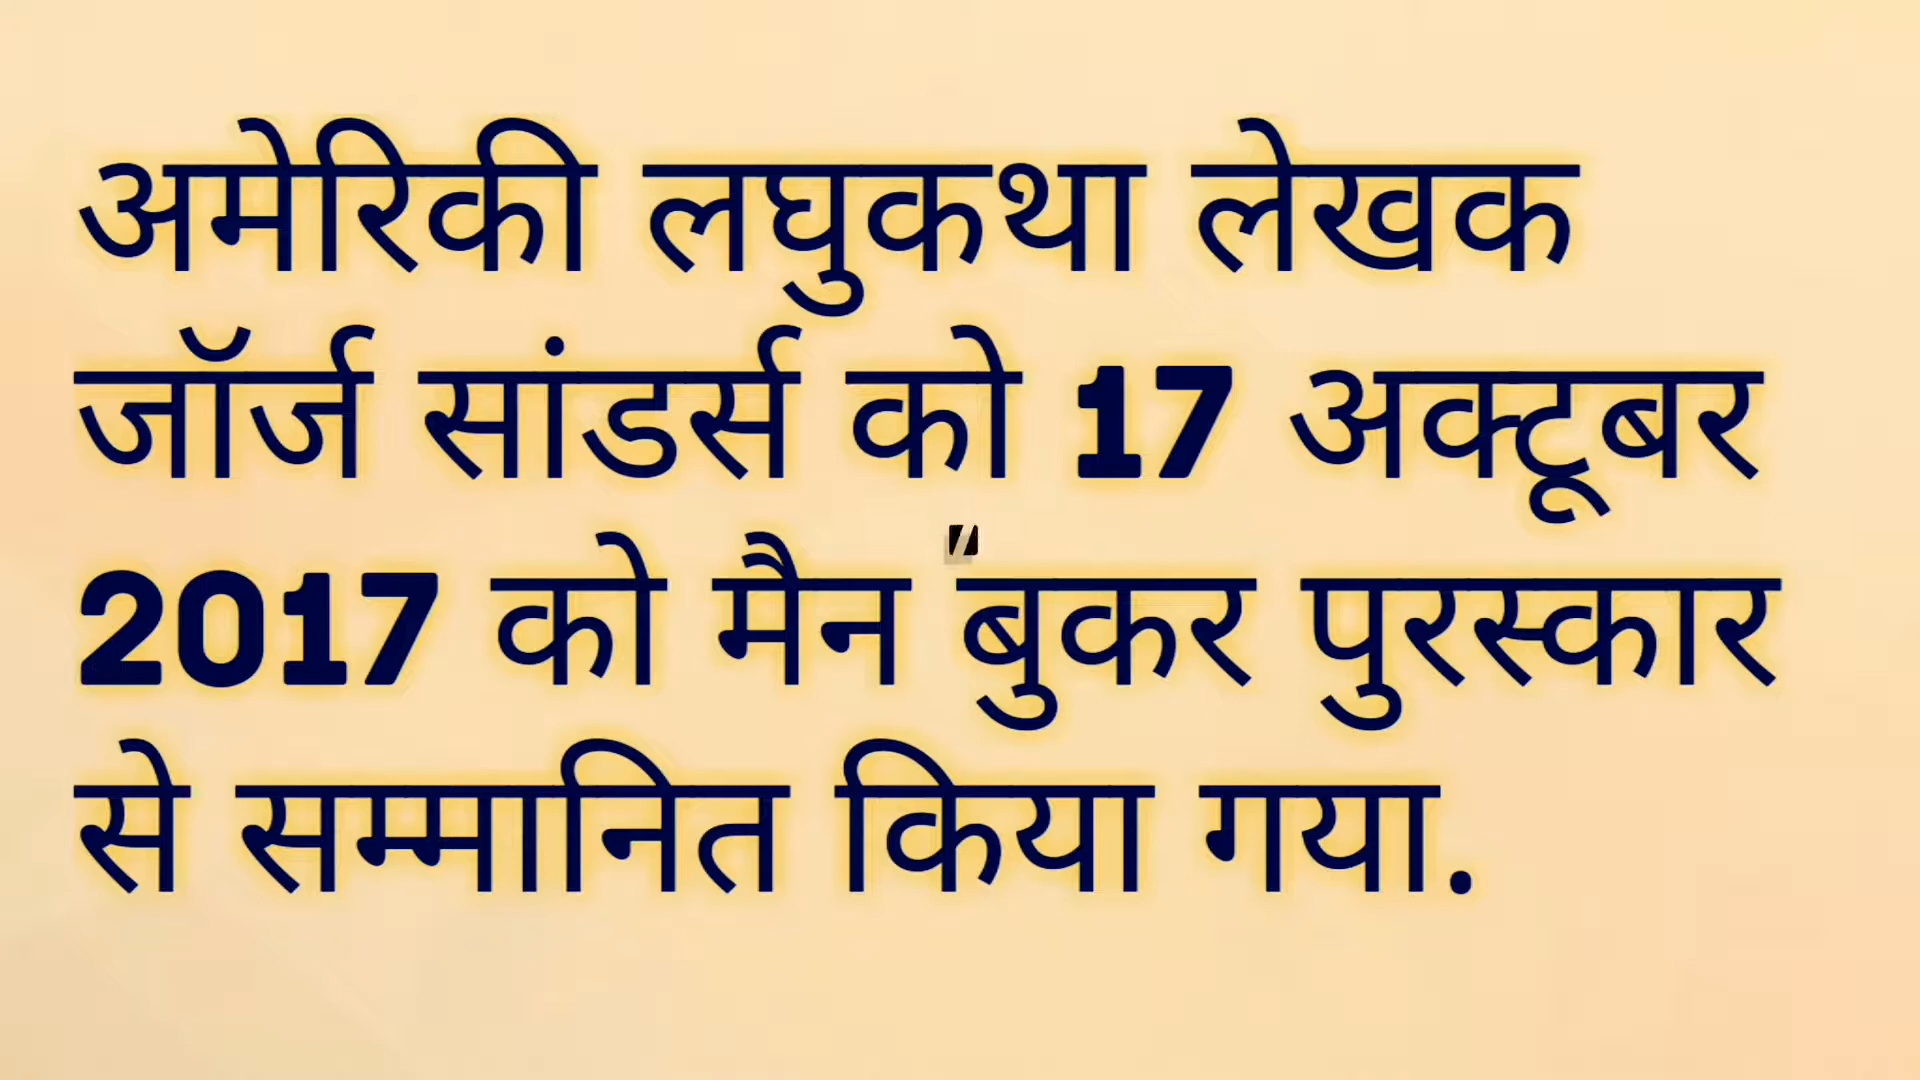 अमेरिकी लघुकथा लेखक
जॉर्ज सांडर्स को 17 अक्टूबर
2017 को मैन बुकर पुरस्कार
से सम्मानित किया गया.